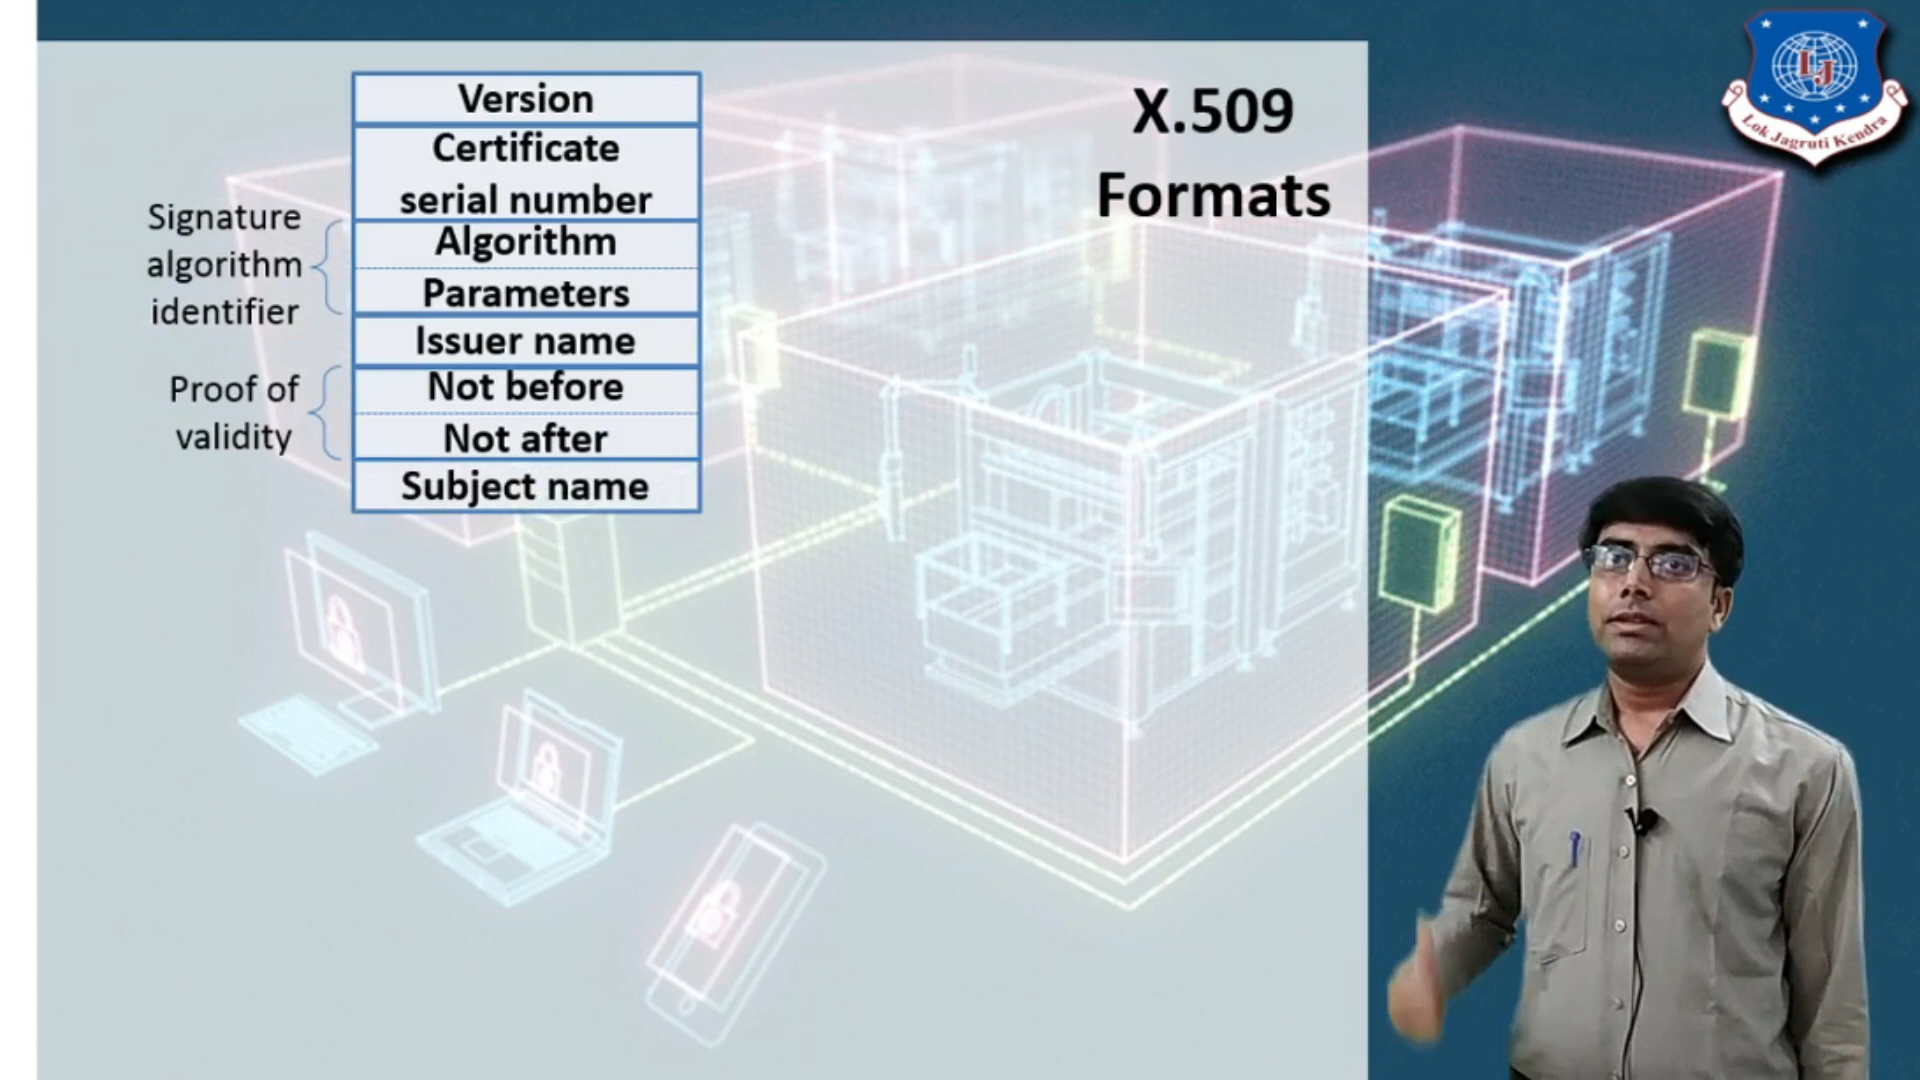 Version
Certificate
serial number
Signature
algorithm
identifier
Algorithm
Parameters
Issuer name
Proof of
validity
Not before
Not after
Subject name
X.509
Formats
IJ
Lok Jagruti Kendra